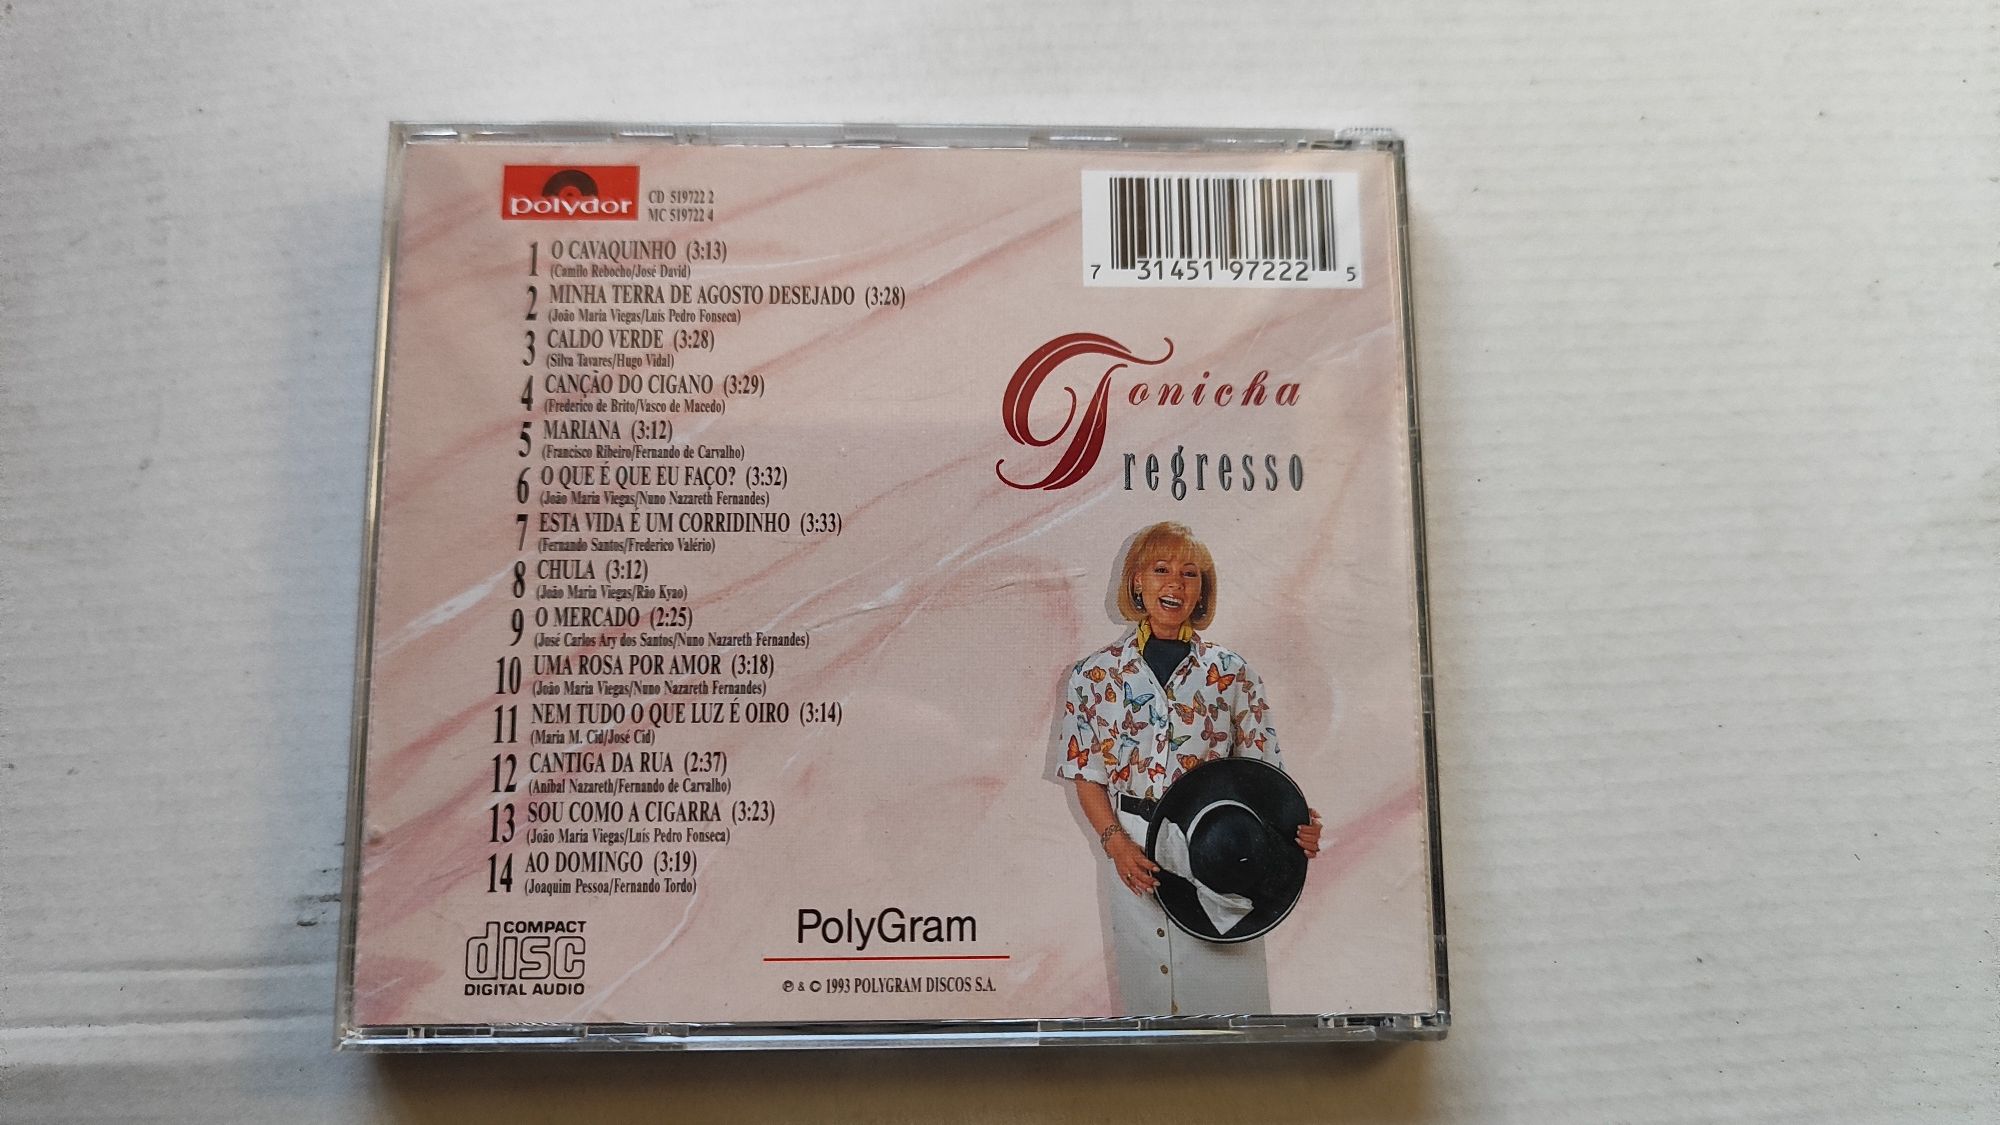 polydor
CD 519722 2
MC 519722 4
1 O CAVAQUINHO (3:13)
(Camilo Rebocho/José David)
2 MINHA TERRA DE AGOSTO DESEJADO (3:28)
(João Maria Viegas/Luís Pedro Fonseca)
3 CALDO VERDE (3:28)
(Silva Tavares/Hugo Vidal)
4 CANÇÃO DO CIGANO (3:29)
(Frederico de Brito/Vasco de Macedo)
5 MARIANA (3:12)
(Francisco Ribeiro/Fernando de Carvalho)
6 O QUE É QUE EU FAÇO? (3:32)
(João Maria Viegas/Nuno Nazareth Fernandes)
7 ESTA VIDA É UM CORRIDINHO (3:33)
(Fernando Santos/Frederico Valério)
8 CHULA (3:12)
(João Maria Viegas/Rão Kyao)
9 O MERCADO (2:25)
(José Carlos Ary dos Santos/Nuno Nazareth Fernandes)
10 UMA ROSA POR AMOR (3:18)
(João Maria Viegas/Nuno Nazareth Fernandes)
11 NEM TUDO O QUE LUZ É OIRO (3:14)
(Maria M. Cid/José Cid)
12 CANTIGA DA RUA (2:37)
(Aníbal Nazareth/Fernando de Carvalho)
13 SOU COMO A CIGARRA (3:23)
(João Maria Viegas/Luís Pedro Fonseca)
14 AO DOMINGO (3:19)
(Joaquim Pessoa/Fernando Tordo)
COMPACT
disc
DIGITAL AUDIO
PolyGram
℗ & © 1993 POLYGRAM DISCOS S.A.
7 31451 97222 5
Tonicha
regresso